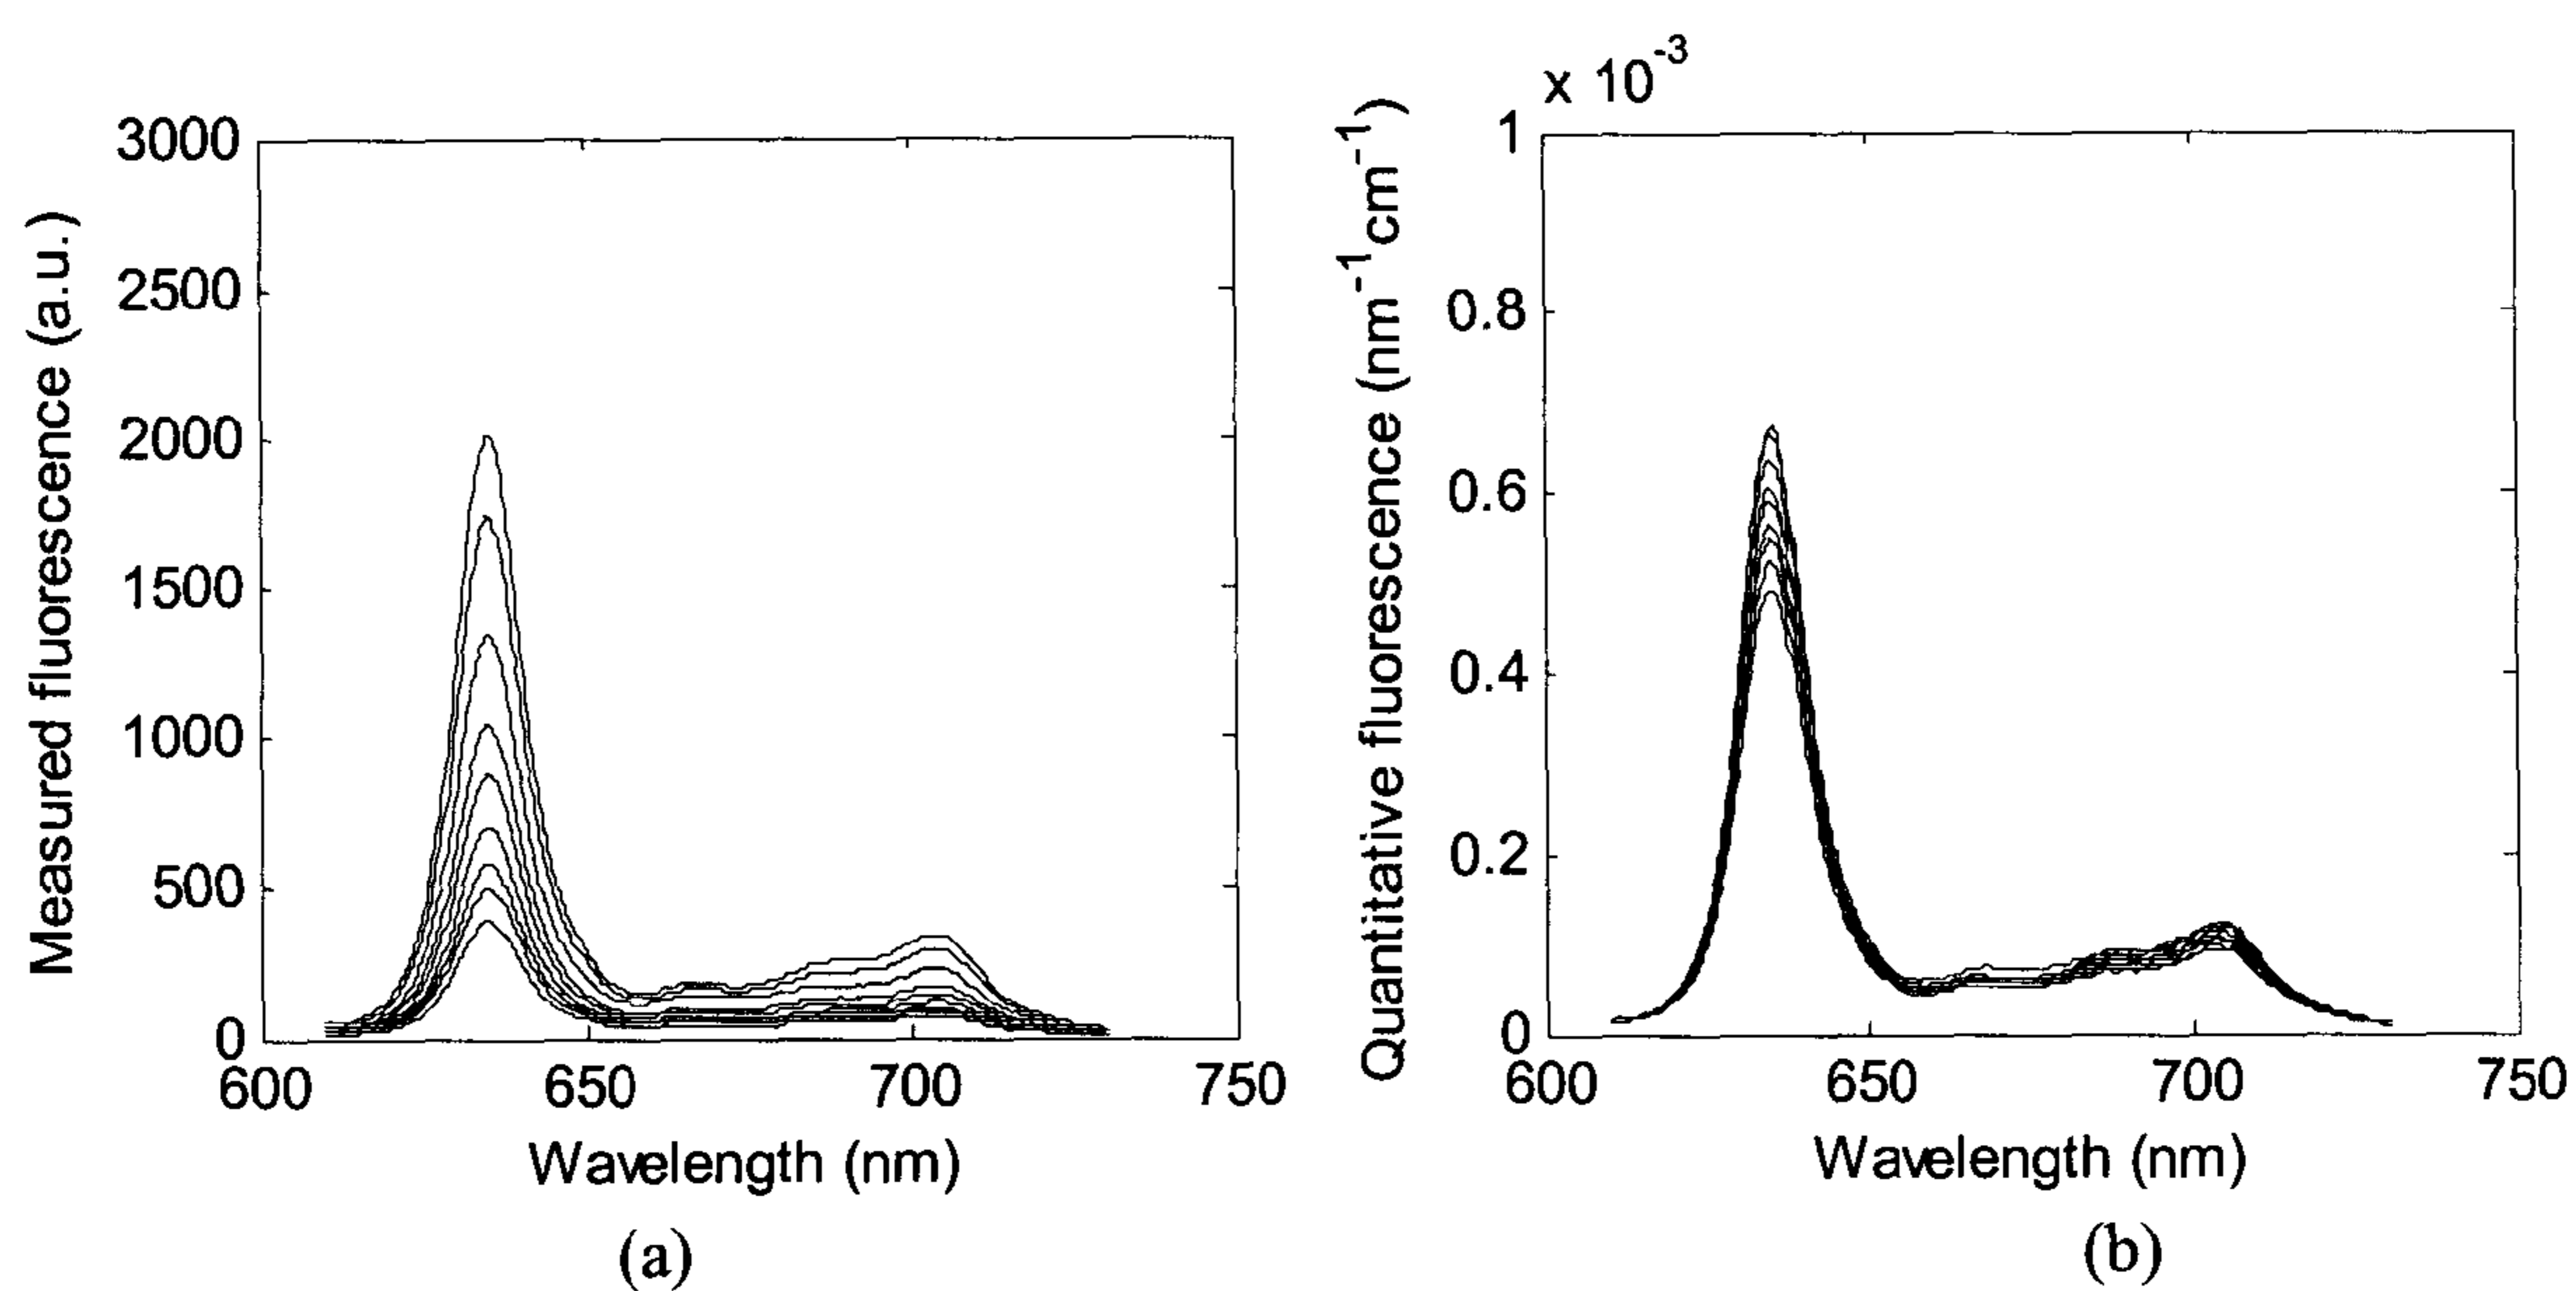 Measured fluorescence (a.u.)
3000
2500
2000
1500
1000
500
0
600 650 700 750
Wavelength (nm)
(a)
x 10-3
Quantitative fluorescence (nm-1cm-1)
1
0.8
0.6
0.4
0.2
0
600 650 700 750
Wavelength (nm)
(b)